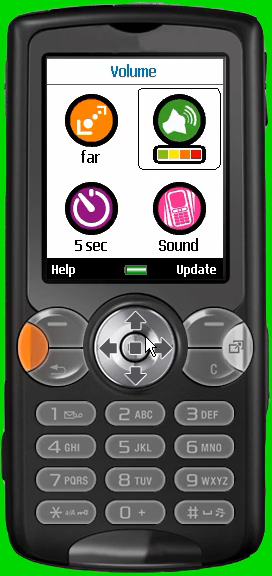 Volume
far
5 sec
Sound
Help
Update
C
1
2 ABC
3 DEF
4 GHI
5 JKL
6 MNO
7 PQRS
8 TUV
9 WXYZ
* a/A
0 +
#